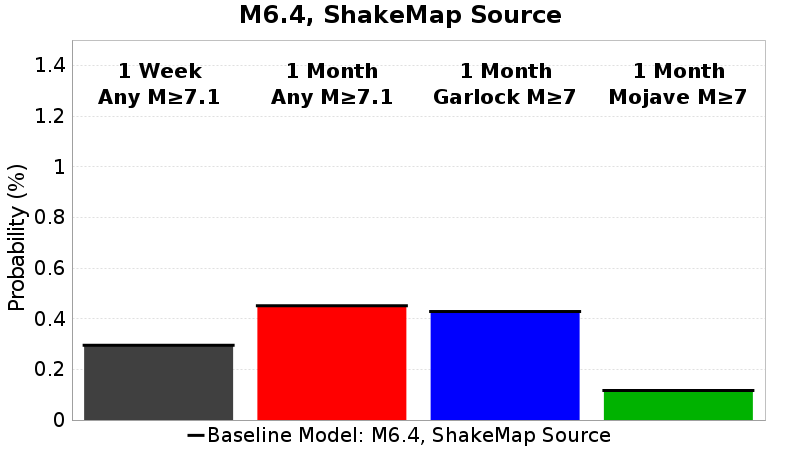 M6.4, ShakeMap Source
1 Week
Any M≥7.1
1 Month
Any M≥7.1
1 Month
Garlock M≥7
1 Month
Mojave M≥7
Probability (%)
1.4
1.2
1
0.8
0.6
0.4
0.2
0
Baseline Model: M6.4, ShakeMap Source